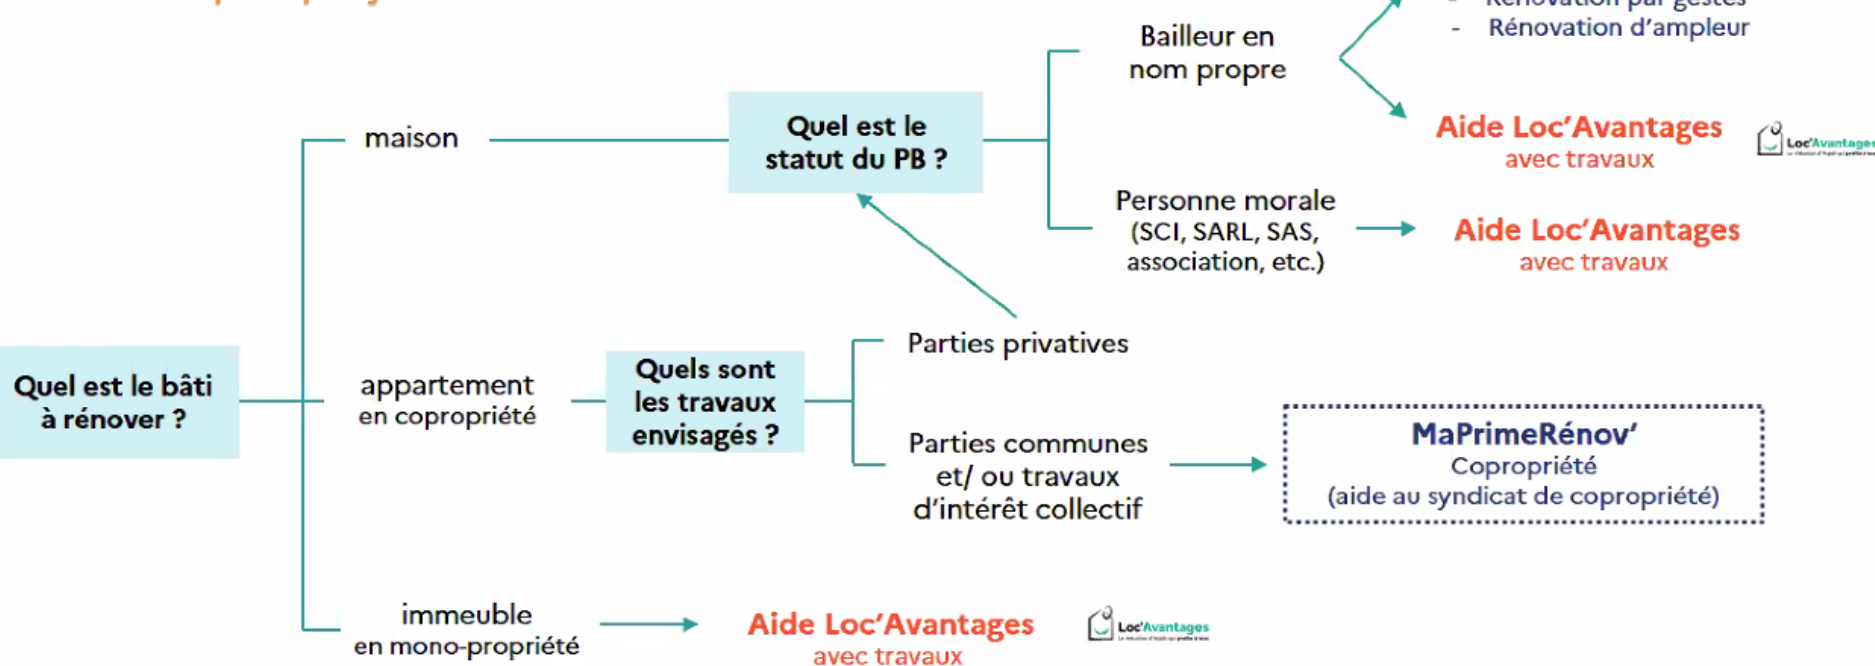 - Rénovation par gestes
- Rénovation d'ampleur
Bailleur en
nom propre
Aide Loc'Avantages
avec travaux
Loc'Avantages
maison
Quel est le
statut du PB ?
Personne morale
(SCI, SARL, SAS,
association, etc.)
Aide Loc'Avantages
avec travaux
Quel est le bâti
à rénover ?
appartement
en copropriété
Quels sont
les travaux
envisagés ?
Parties privatives
Parties communes
et/ ou travaux
d'intérêt collectif
MaPrimeRénov'
Copropriété
(aide au syndicat de copropriété)
immeuble
en mono-propriété
Aide Loc'Avantages
avec travaux
Loc'Avantages